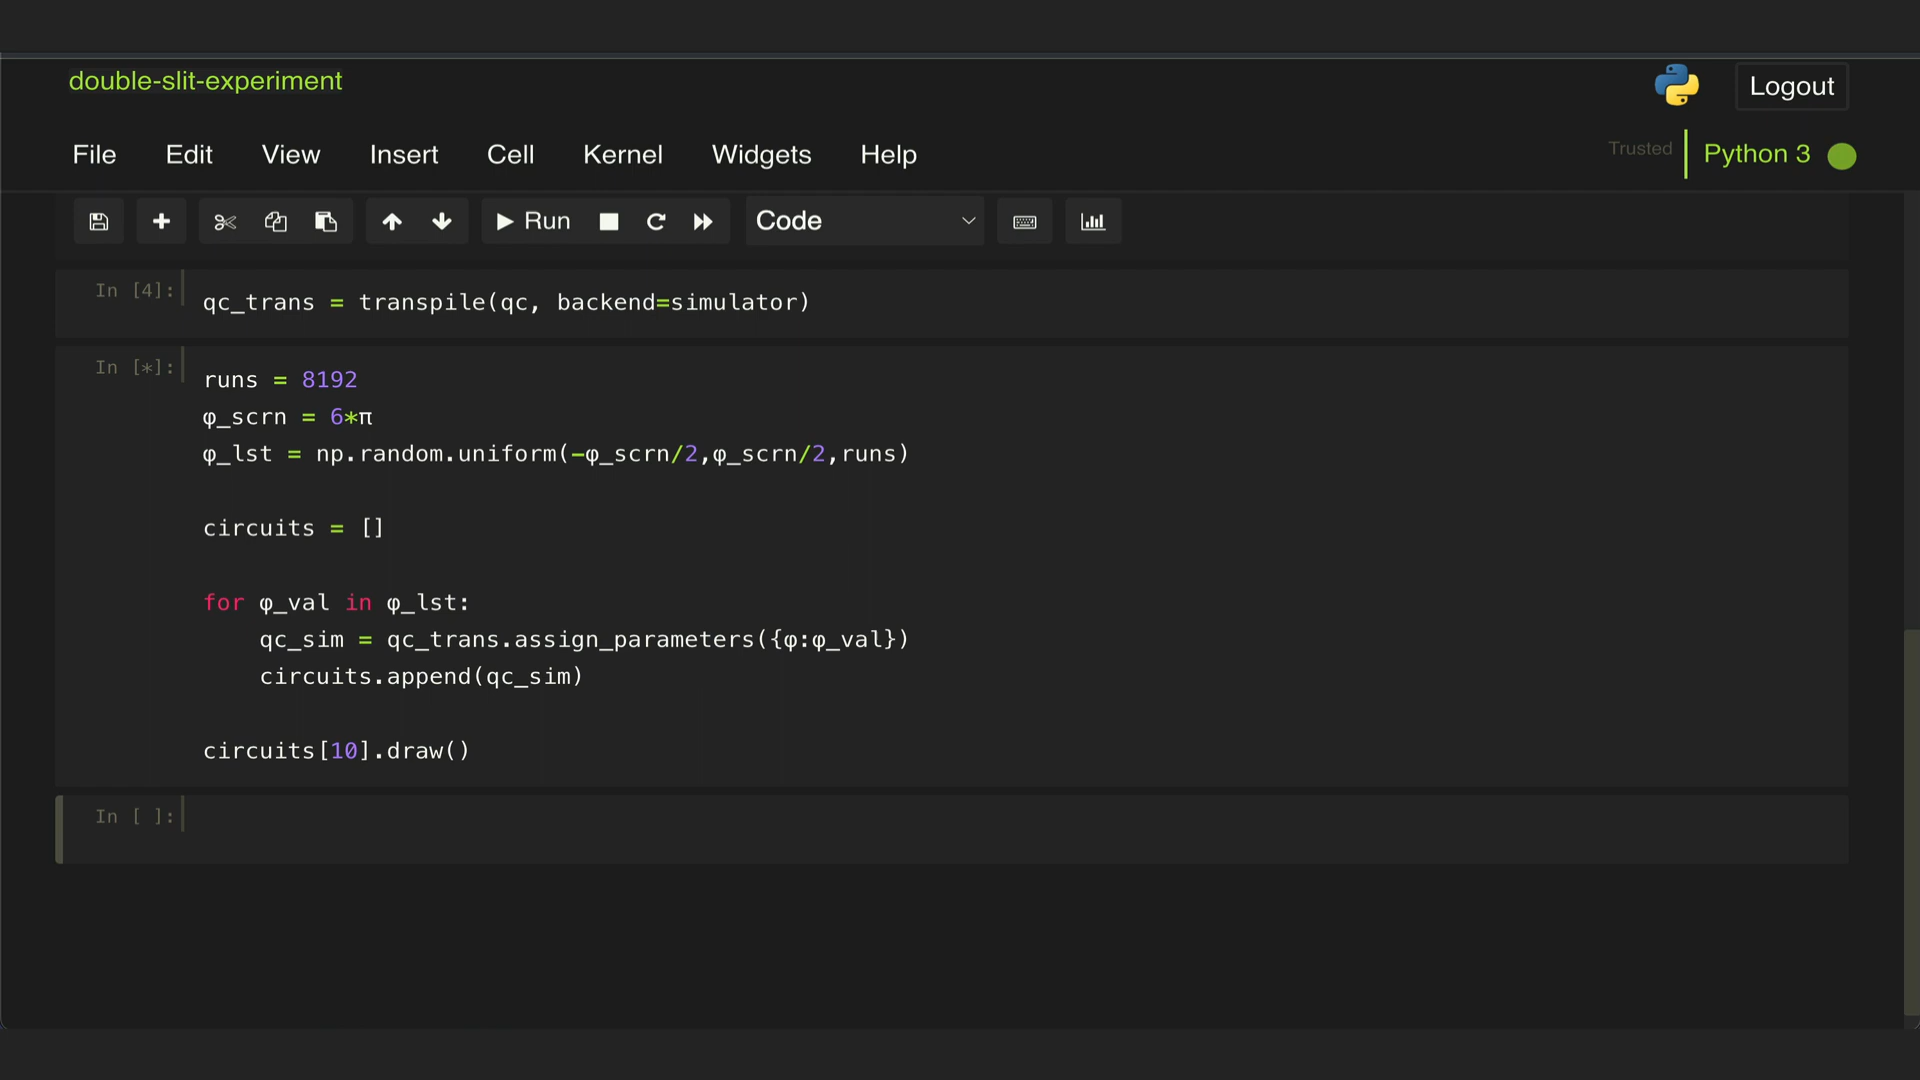 double-slit-experiment
Logout
File Edit View Insert Cell Kernel Widgets Help
Trusted Python 3
Run Code
In [4]: qc_trans = transpile(qc, backend=simulator)
In [*]: runs = 8192
φ_scrn = 6*π
φ_lst = np.random.uniform(-φ_scrn/2,φ_scrn/2,runs)
circuits = []
for φ_val in φ_lst:
    qc_sim = qc_trans.assign_parameters({φ:φ_val})
    circuits.append(qc_sim)
circuits[10].draw()
In [ ]: